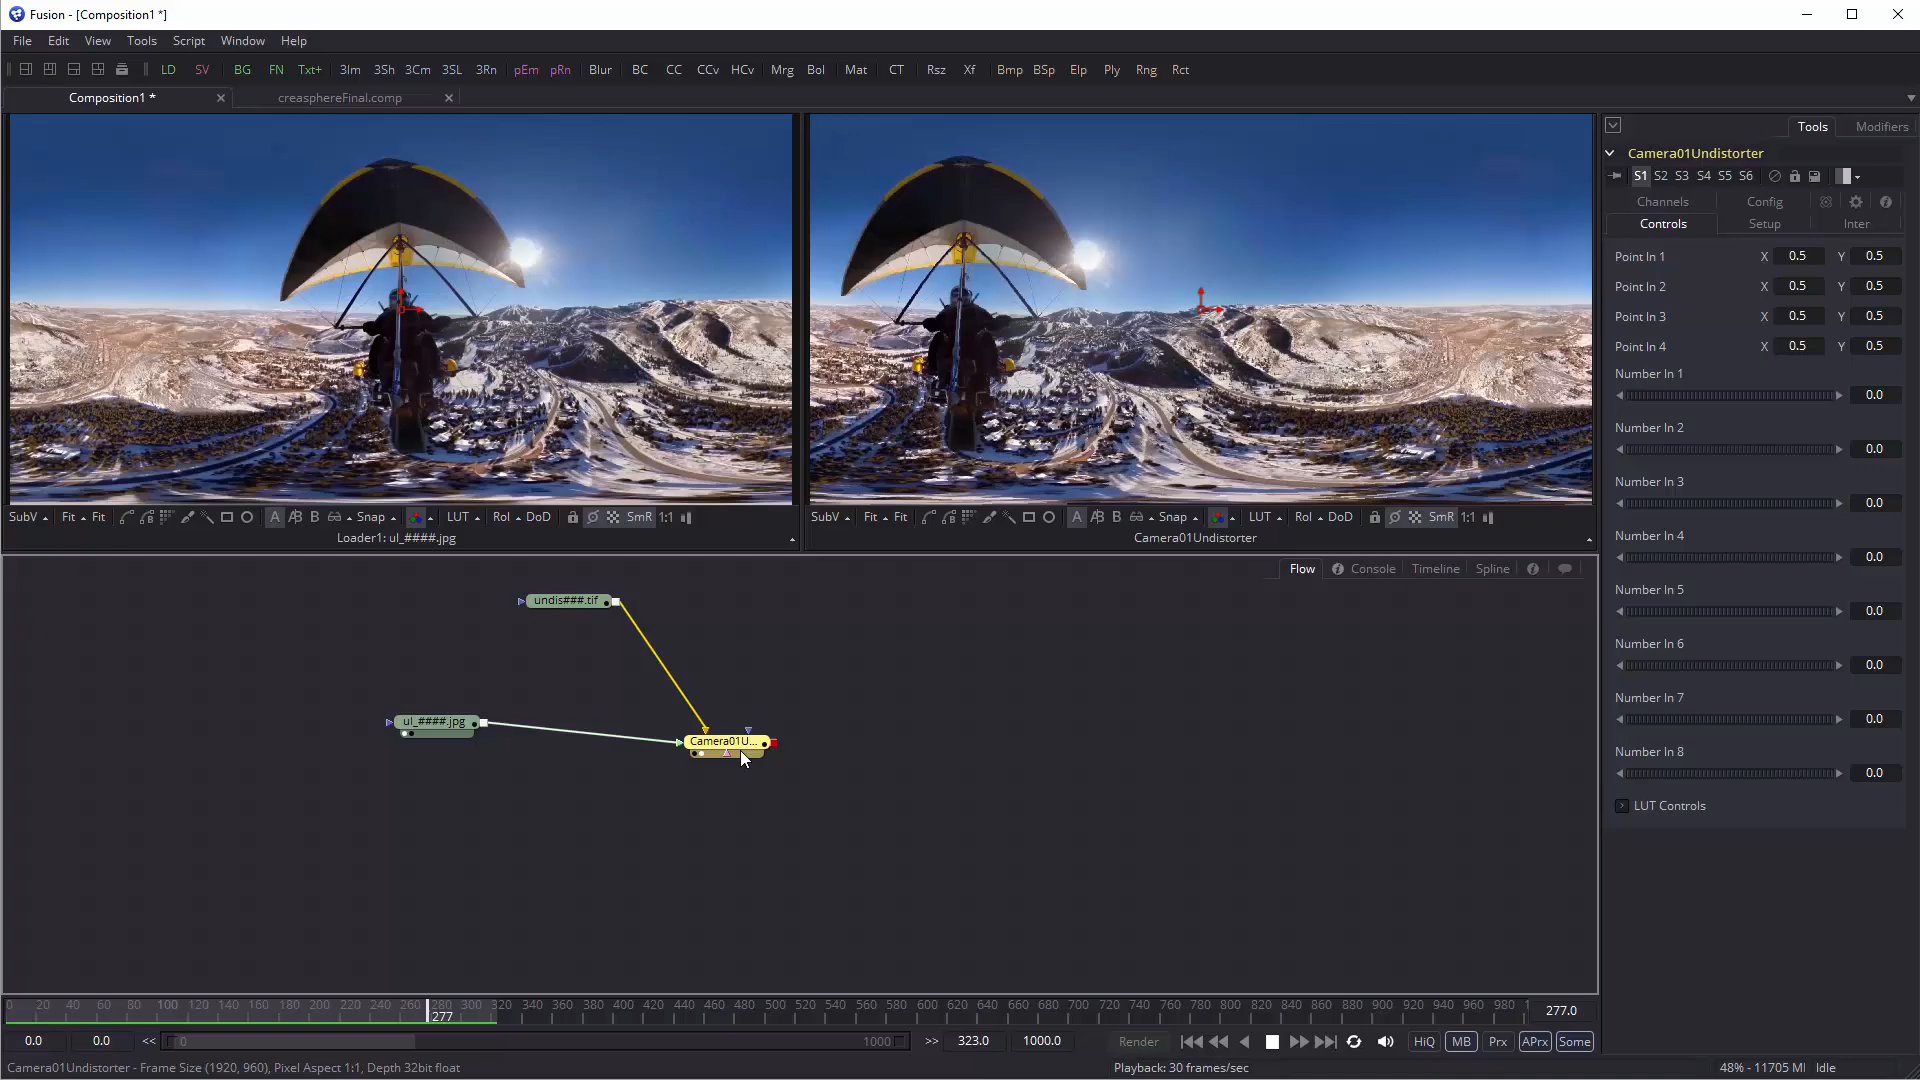 Fusion - [Composition1 *]
File Edit View Tools Script Window Help
LD SV BG FN Txt+ 3Im 3Sh 3Cm 3SL 3Rn pEm pRn Blur BC CC CCv HCv Mrg Bol Mat CT Rsz Xf Bmp BSp Elp Ply Rng Rct
Composition1 * creasphereFinal.comp
Tools Modifiers
Camera01Undistorter
S1 S2 S3 S4 S5 S6
Channels Config
Controls Setup Inter
Point In 1 X 0.5 Y 0.5
Point In 2 X 0.5 Y 0.5
Point In 3 X 0.5 Y 0.5
Point In 4 X 0.5 Y 0.5
Number In 1
0.0
Number In 2
0.0
Number In 3
0.0
Number In 4
0.0
Number In 5
0.0
Number In 6
0.0
Number In 7
0.0
Number In 8
0.0
LUT Controls
SubV Fit Fit A B Snap LUT RoI DoD SmR 1:1
Loader1: ul_####.jpg
SubV Fit Fit A B Snap LUT RoI DoD SmR 1:1
Camera01Undistorter
Flow Console Timeline Spline
undis###.tif
ul_####.jpg
Camera01U...
0 20 40 60 80 100 120 140 160 180 200 220 240 260 280 300 320 340 360 380 400 420 440 460 480 500 520 540 560 580 600 620 640 660 680 700 720 740 760 780 800 820 840 860 880 900 920 940 960 980
277
277.0
0.0 0.0 << 0 1000 >> 323.0 1000.0 Render HiQ MB Prx APrx Some
Camera01Undistorter - Frame Size (1920, 960), Pixel Aspect 1:1, Depth 32bit float
Playback: 30 frames/sec
48% - 11705 MI Idle